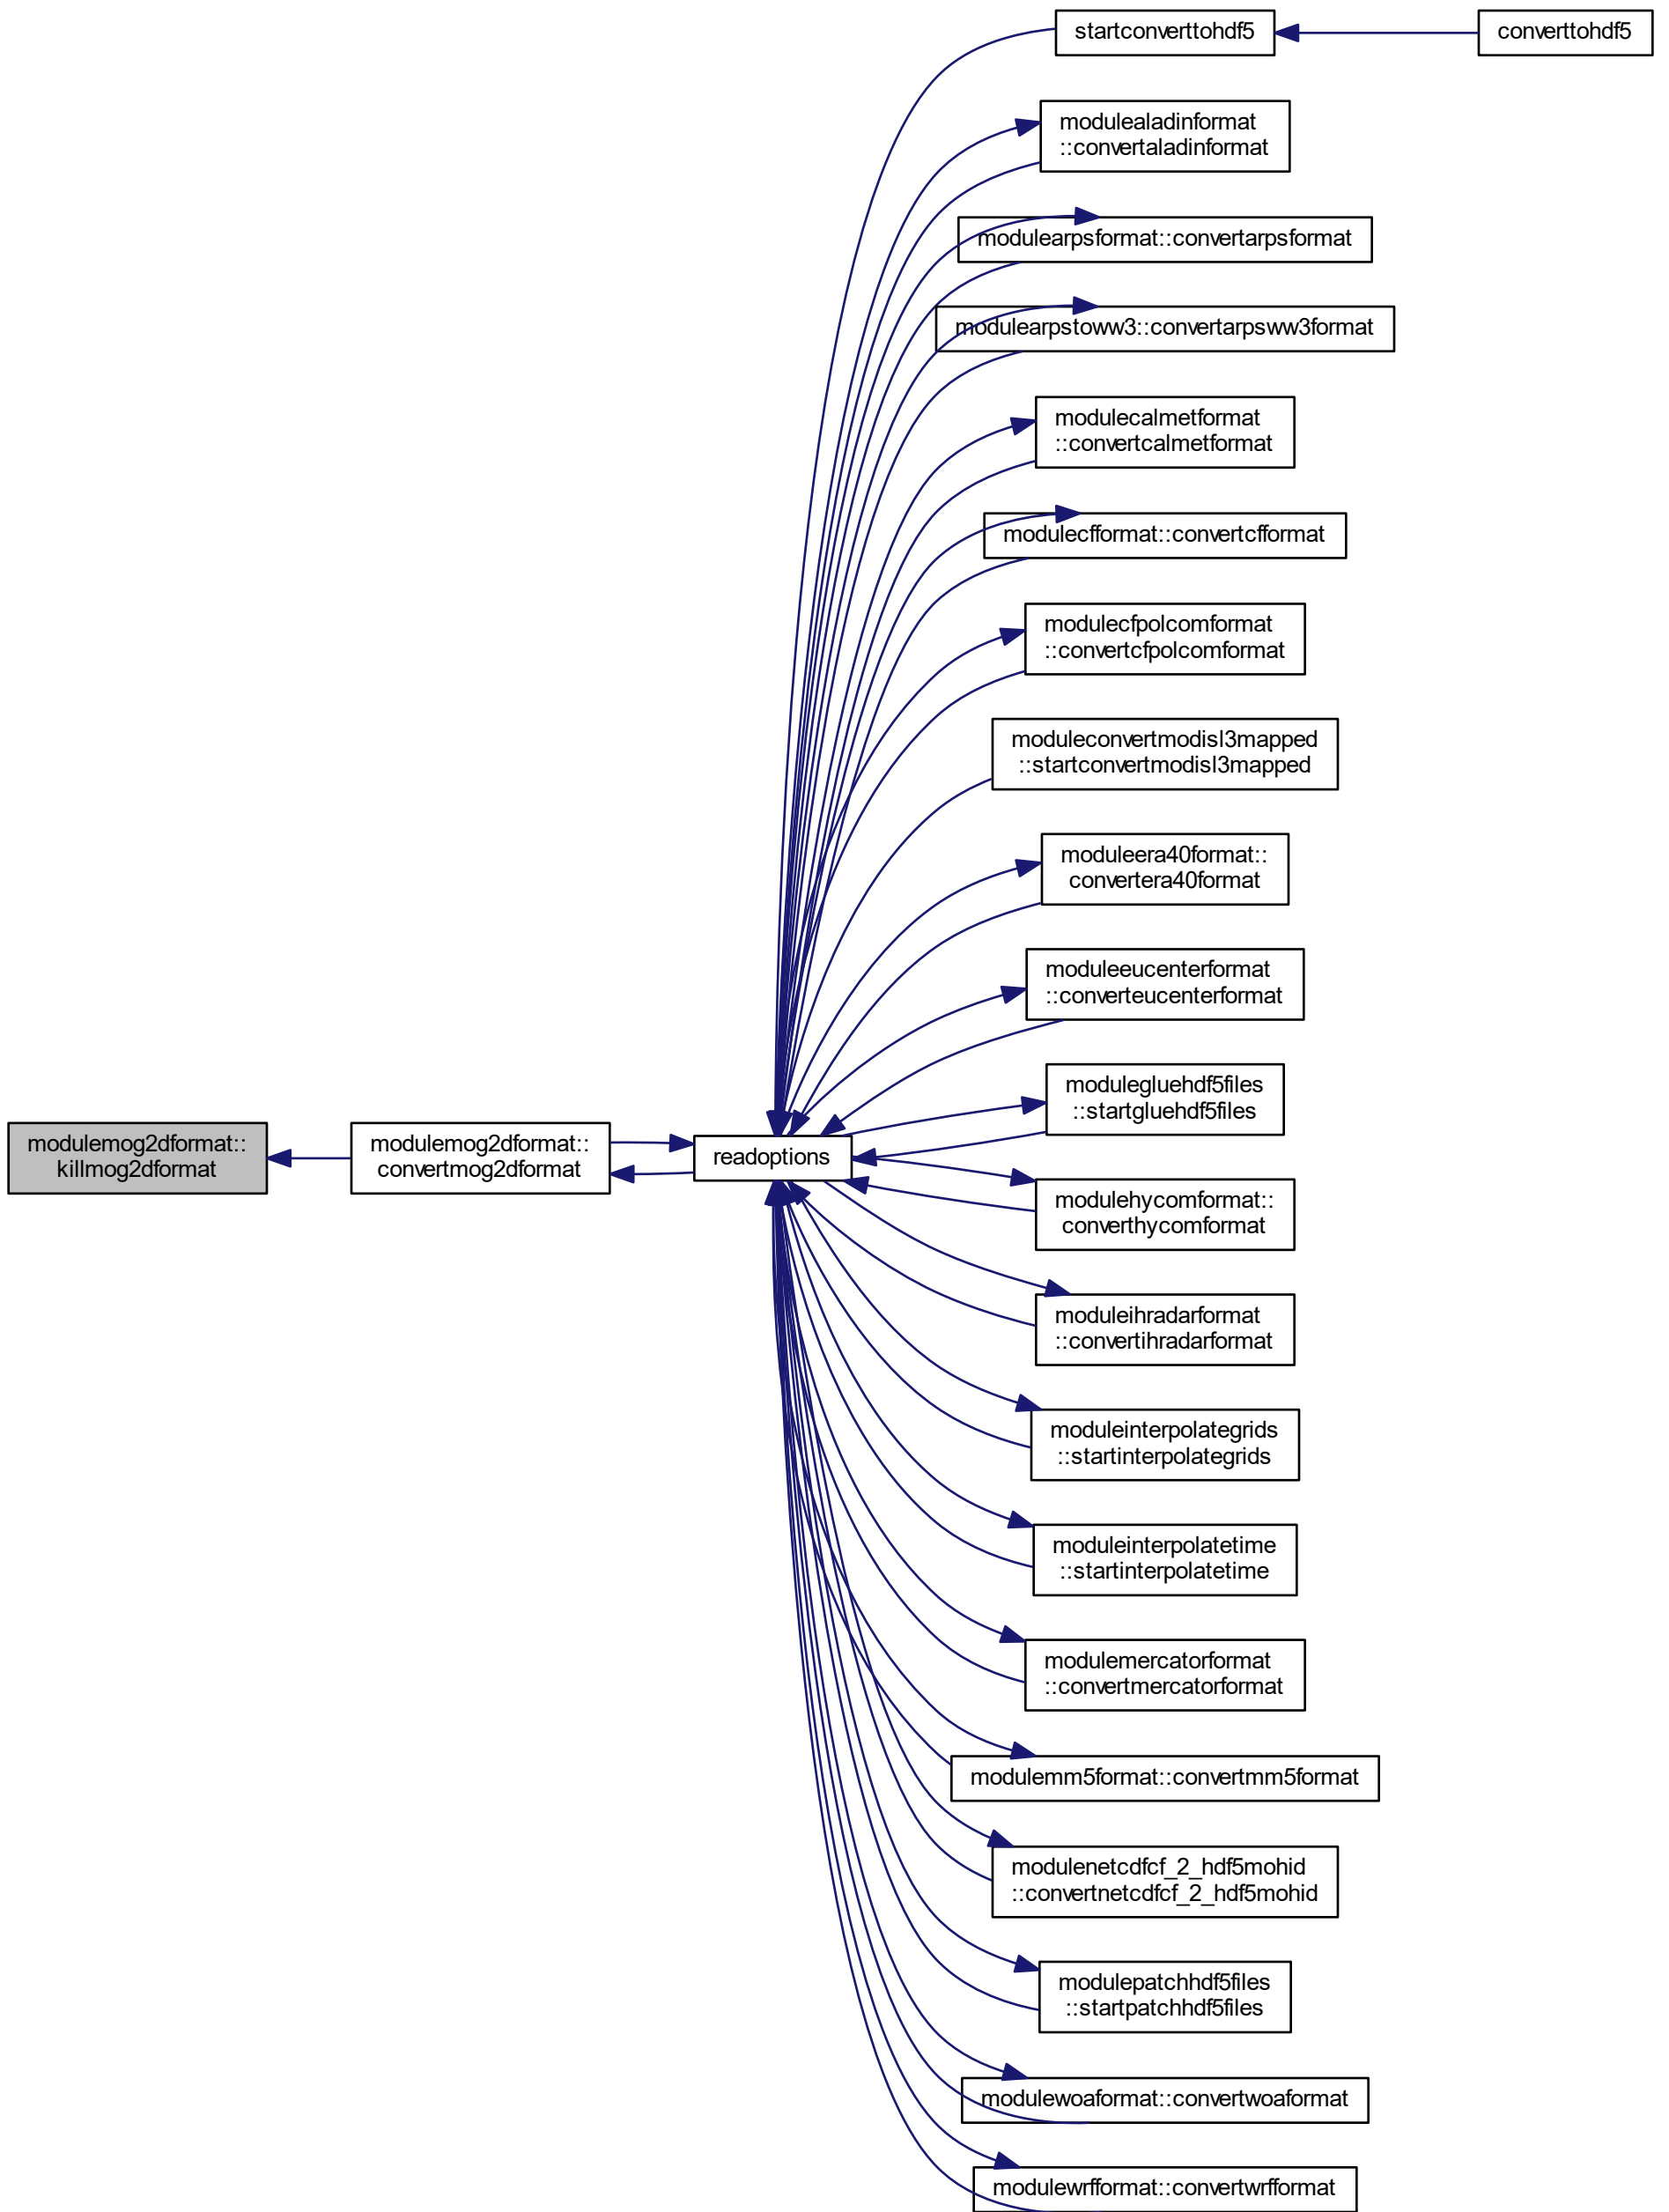 startconverttohdf5
converttohdf5
modulealadinformat
::convertaladinformat
modulearpsformat::convertarpsformat
modulearpstoww3::convertarpsww3format
modulecalmetformat
::convertcalmetformat
modulecfformat::convertcfformat
modulecfpolcomformat
::convertcfpolcomformat
moduleconvertmodisl3mapped
::startconvertmodisl3mapped
moduleera40format::
convertera40format
moduleeucenterformat
::converteucenterformat
modulegluehdf5files
::startgluehdf5files
modulemog2dformat::
killmog2dformat
modulemog2dformat::
convertmog2dformat
readoptions
modulehycomformat::
converthycomformat
moduleihradarformat
::convertihradarformat
moduleinterpolategrids
::startinterpolategrids
moduleinterpolatetime
::startinterpolatetime
modulemercatorformat
::convertmercatorformat
modulemm5format::convertmm5format
modulenetcdfcf_2_hdf5mohid
::convertnetcdfcf_2_hdf5mohid
modulepatchhdf5files
::startpatchhdf5files
modulewoaformat::convertwoaformat
modulewrfformat::convertwrfformat